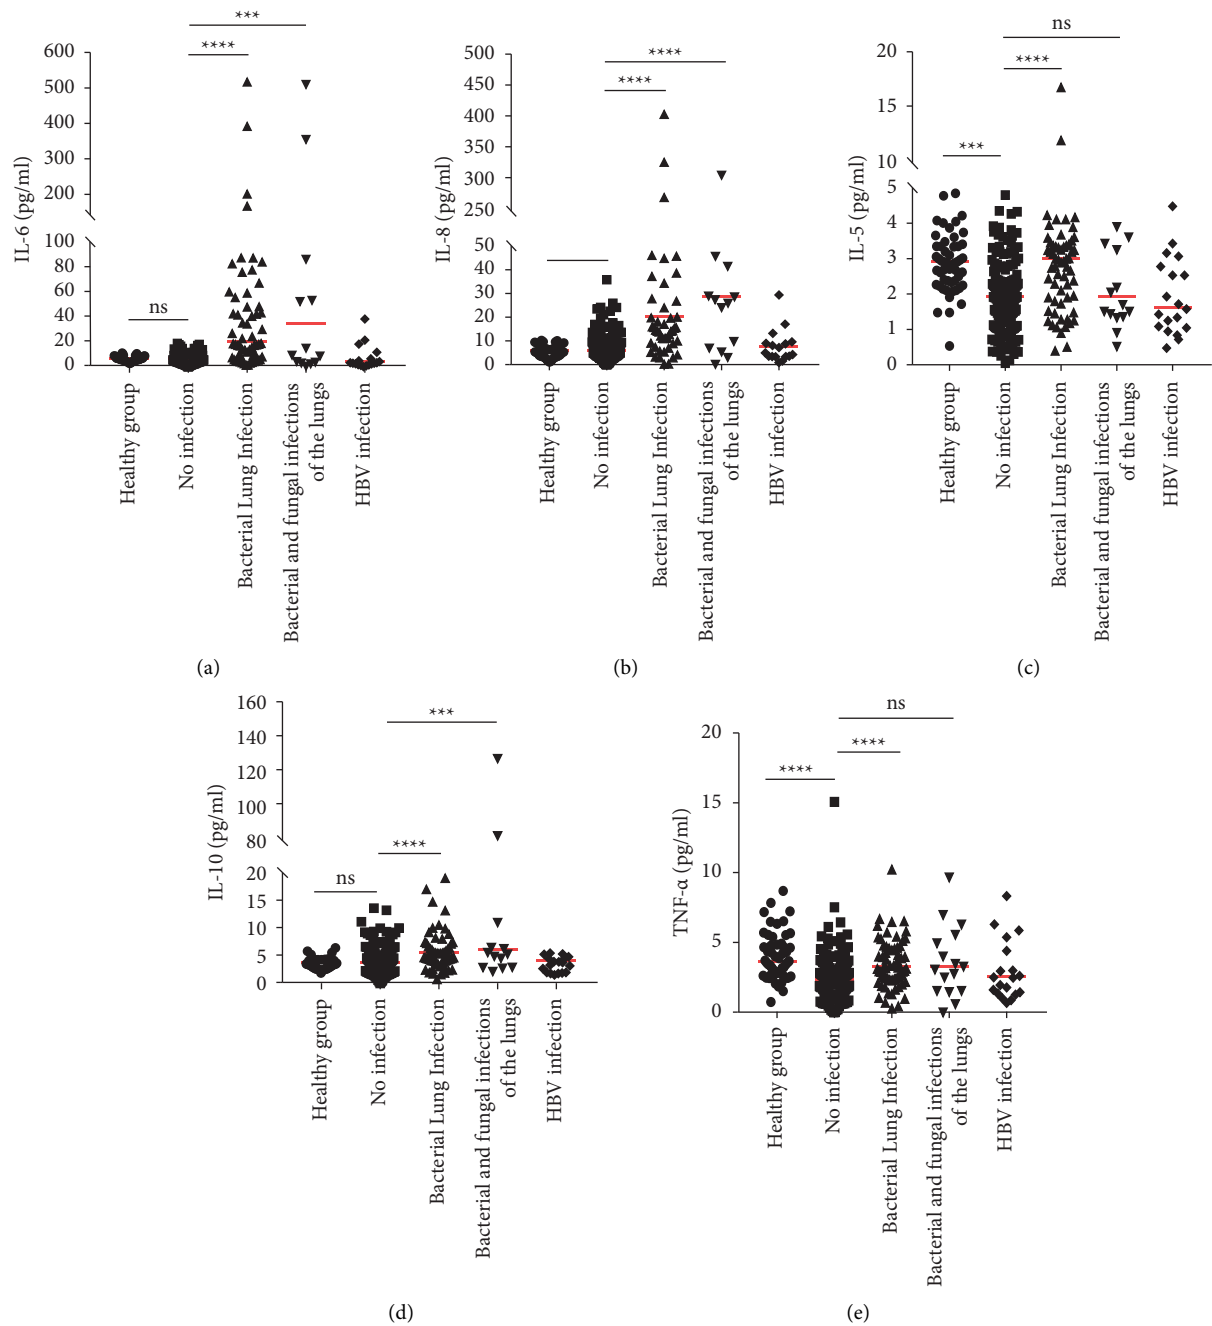 ***
****
600
500
400
300
200
100
80
60
40
20
0
IL-6 (pg/ml)
ns
Healthy group
No infection
Bacterial Lung Infection
Bacterial and fungal infections
of the lungs
HBV infection
(a)
****
****
500
450
400
350
300
250
50
40
30
20
10
0
IL-8 (pg/ml)
Healthy group
No infection
Bacterial Lung Infection
Bacterial and fungal infections
of the lungs
HBV infection
(b)
ns
****
***
20
15
10
5
4
3
2
1
0
IL-5 (pg/ml)
Healthy group
No infection
Bacterial Lung Infection
Bacterial and fungal infections
of the lungs
HBV infection
(c)
***
****
ns
160
140
120
100
80
20
15
10
5
0
IL-10 (pg/ml)
Healthy group
No infection
Bacterial Lung Infection
Bacterial and fungal infections
of the lungs
HBV infection
(d)
ns
****
****
20
15
10
5
0
TNF-α (pg/ml)
Healthy group
No infection
Bacterial Lung Infection
Bacterial and fungal infections
of the lungs
HBV infection
(e)